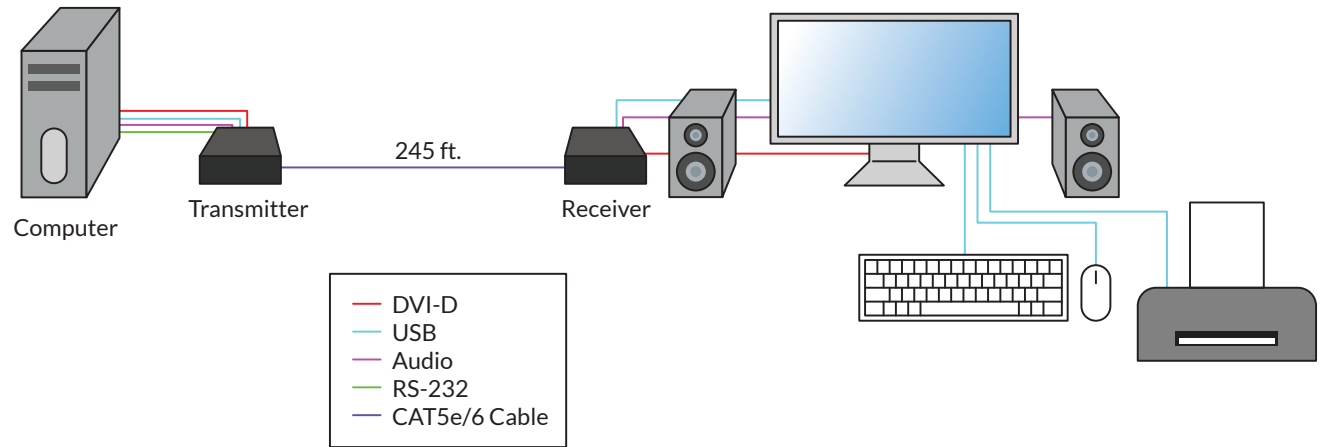 245 ft.
Computer
Transmitter
Receiver
DVI-D
USB
Audio
RS-232
CAT5e/6 Cable